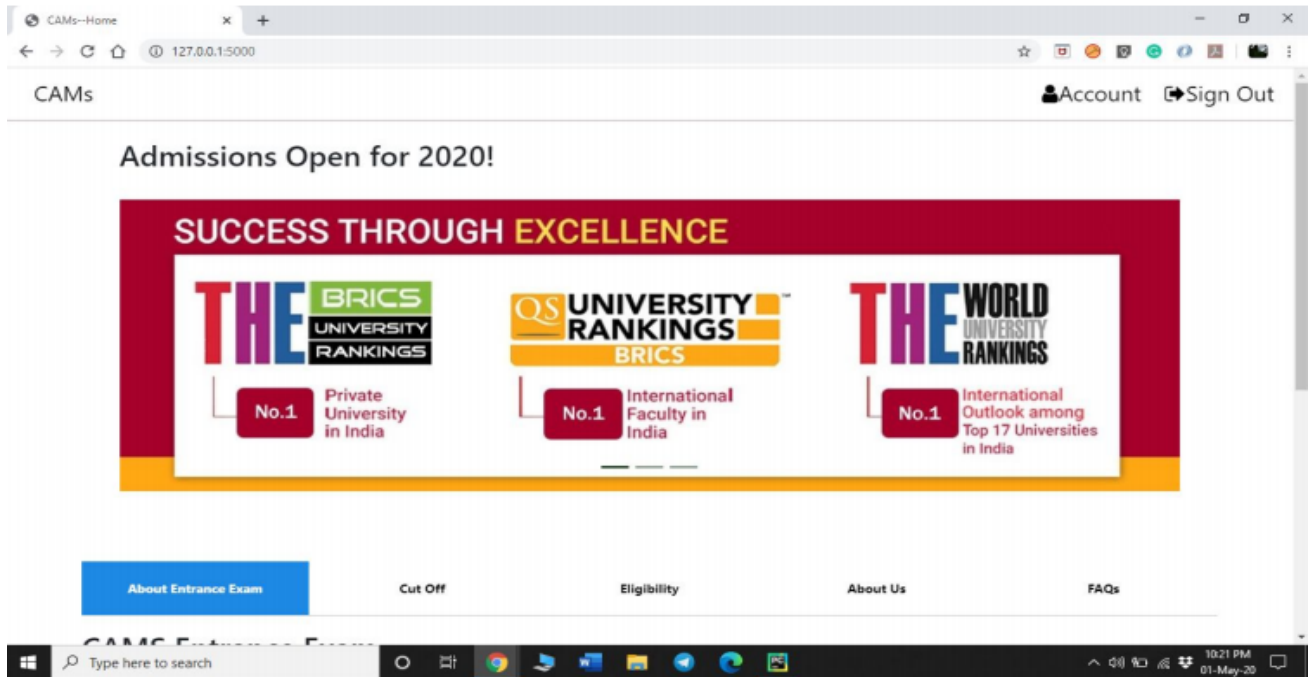 CAMs--Home
127.0.0.1:5000
CAMs
Account Sign Out
Admissions Open for 2020!
SUCCESS THROUGH EXCELLENCE
THE BRICS
UNIVERSITY
RANKINGS
No.1 Private
University
in India
QS UNIVERSITY
RANKINGS
BRICS
No.1 International
Faculty in
India
THE WORLD
UNIVERSITY
RANKINGS
No.1 International
Outlook among
Top 17 Universities
in India
About Entrance Exam Cut Off Eligibility About Us FAQs
CAMS Entrance Exam
Type here to search
10:21 PM
01-May-20